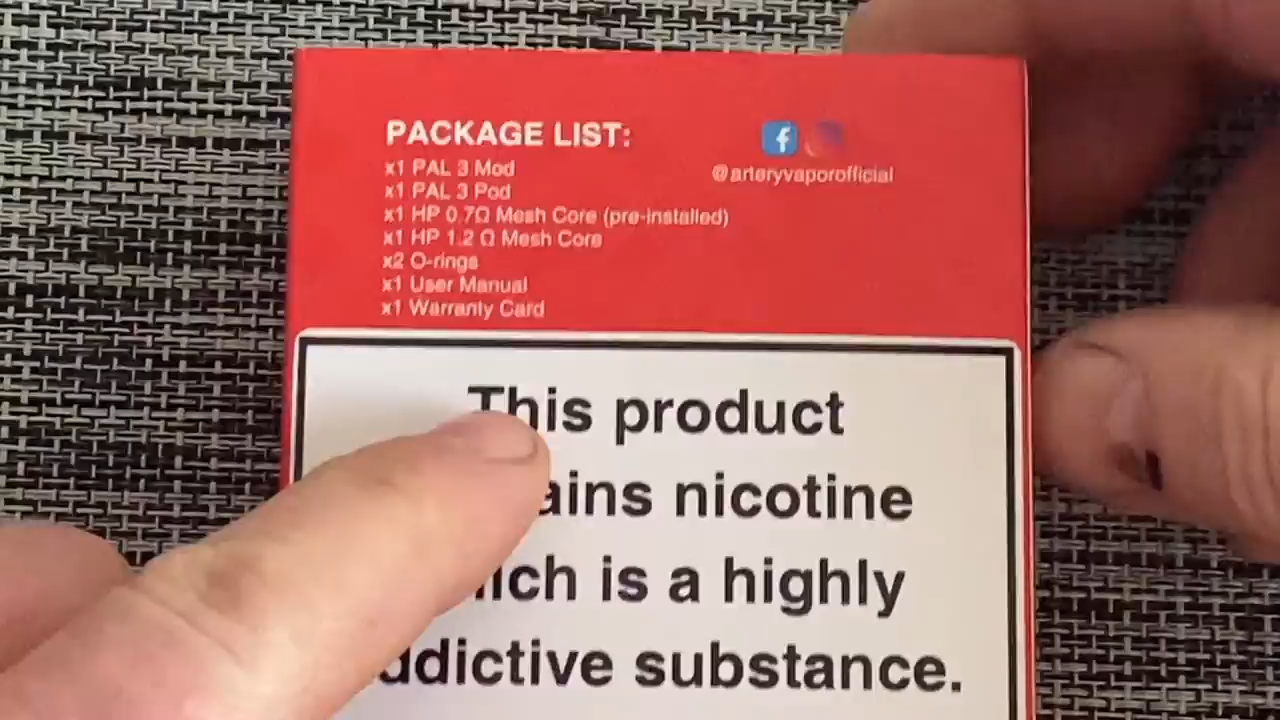 PACKAGE LIST:
x1 PAL 3 Mod
x1 PAL 3 Pod
x1 HP 0.7Ω Mesh Core (pre-installed)
x1 HP 1.2 Ω Mesh Core
x2 O-rings
x1 User Manual
x1 Warranty Card
f
@arteryvaporofficial
This product
ains nicotine
ich is a highly
ddictive substance.